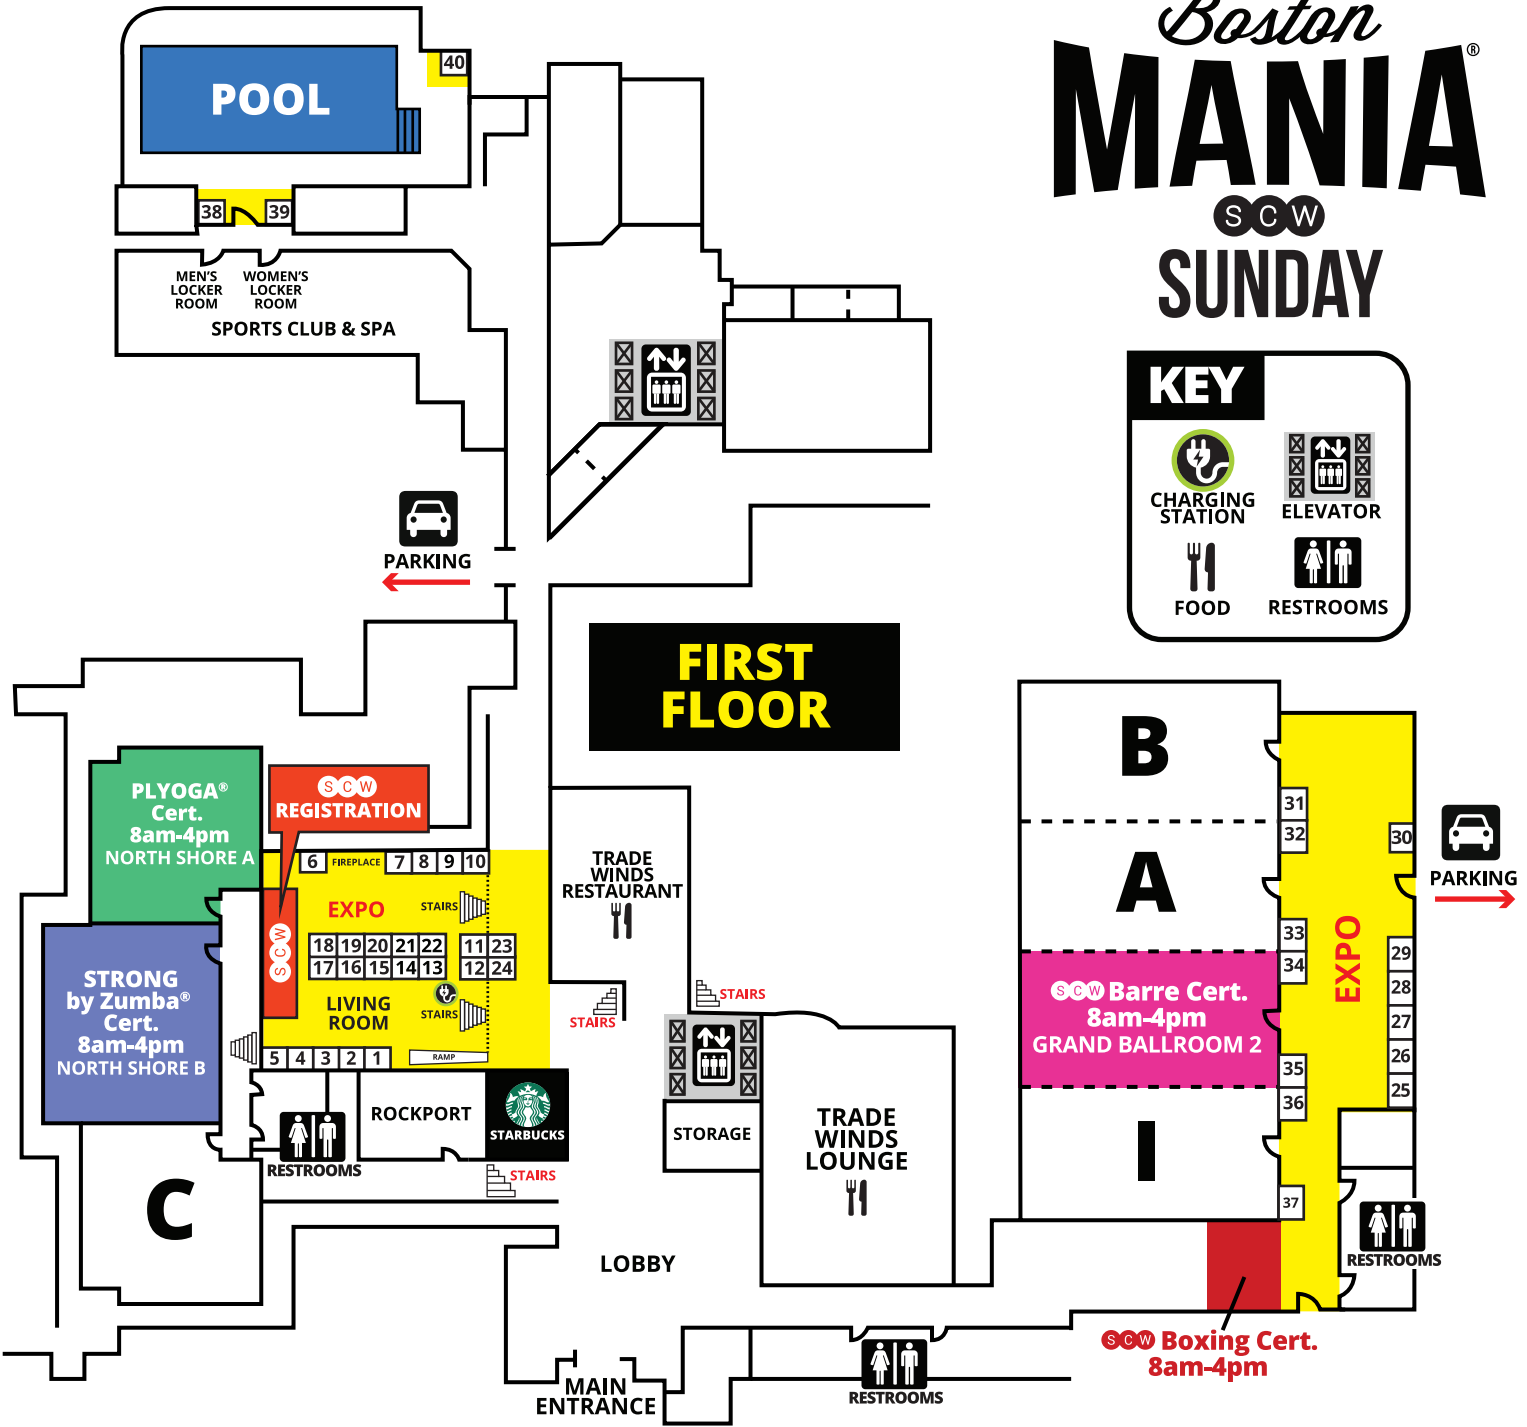 Boston
MANIA®
SCW
SUNDAY
KEY
CHARGING
STATION
ELEVATOR
FOOD
RESTROOMS
POOL
40
38
39
MEN'S
LOCKER
ROOM
WOMEN'S
LOCKER
ROOM
SPORTS CLUB & SPA
PARKING
FIRST
FLOOR
PLYOGA®
Cert.
8am-4pm
NORTH SHORE A
SCW
REGISTRATION
6 FIREPLACE 7 8 9 10
EXPO
STAIRS
SCW
18 19 20 21 22 11 23
17 16 15 14 13 12 24
LIVING
ROOM
STAIRS
5 4 3 2 1
RAMP
STRONG
by Zumba®
Cert.
8am-4pm
NORTH SHORE B
C
RESTROOMS
ROCKPORT
STARBUCKS
STAIRS
TRADE
WINDS
RESTAURANT
STAIRS
STAIRS
STORAGE
TRADE
WINDS
LOUNGE
LOBBY
MAIN
ENTRANCE
RESTROOMS
B
31
32
30
A
PARKING
33
34
EXPO
29
28
27
26
25
SCW Barre Cert.
8am-4pm
GRAND BALLROOM 2
35
36
I
37
RESTROOMS
SCW Boxing Cert.
8am-4pm